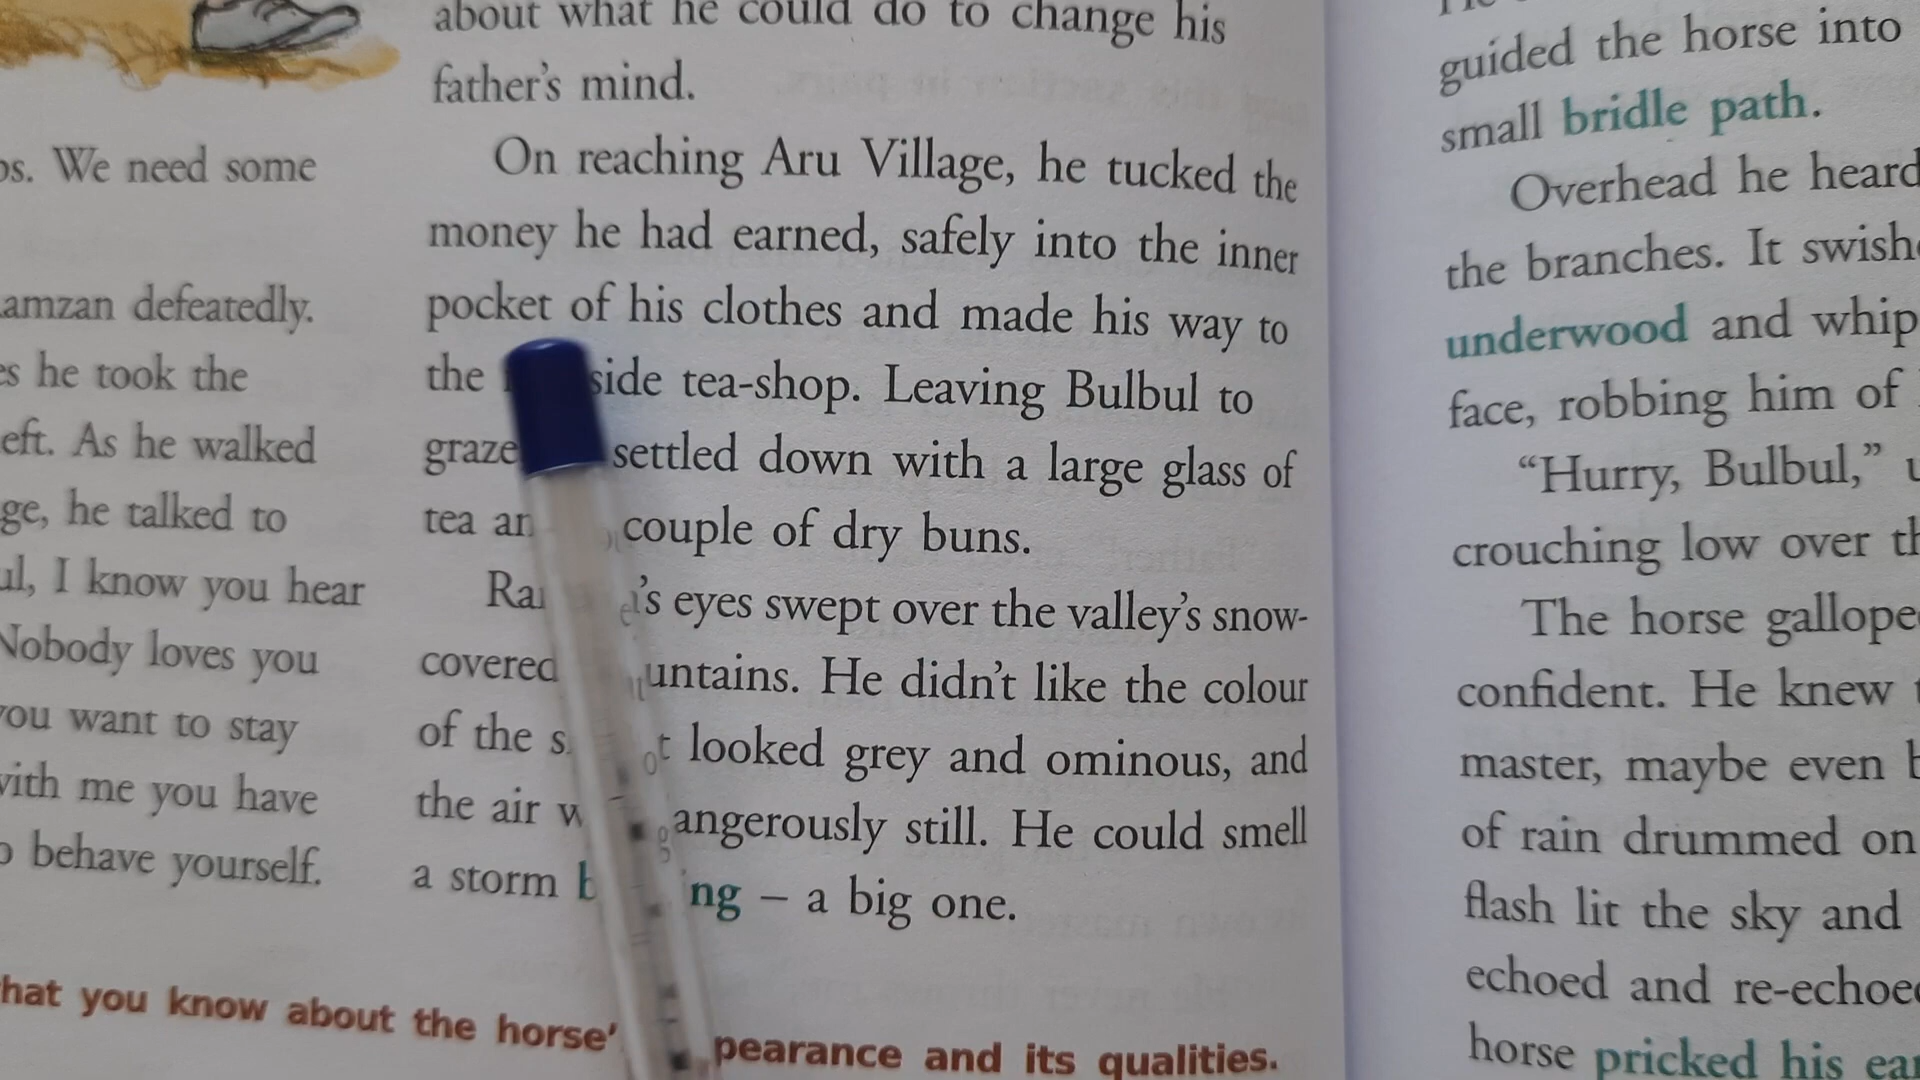 ps. We need some
amzan defeatedly.
es he took the
eft. As he walked
ge, he talked to
ul, I know you hear
Nobody loves you
you want to stay
with me you have
o behave yourself.
about what he could do to change his
father's mind.
On reaching Aru Village, he tucked the
money he had earned, safely into the inner
pocket of his clothes and made his way to
the side tea-shop. Leaving Bulbul to
graze settled down with a large glass of
tea an couple of dry buns.
Ra 's eyes swept over the valley's snow-
covered untains. He didn't like the colour
of the s t looked grey and ominous, and
the air w angerously still. He could smell
a storm b ng – a big one.
hat you know about the horse' pearance and its qualities.
guided the horse into
small bridle path.
Overhead he heard
the branches. It swish
underwood and whip
face, robbing him of
“Hurry, Bulbul,” u
crouching low over th
The horse gallope
confident. He knew t
master, maybe even b
of rain drummed on
flash lit the sky and
echoed and re-echoe
horse pricked his ear